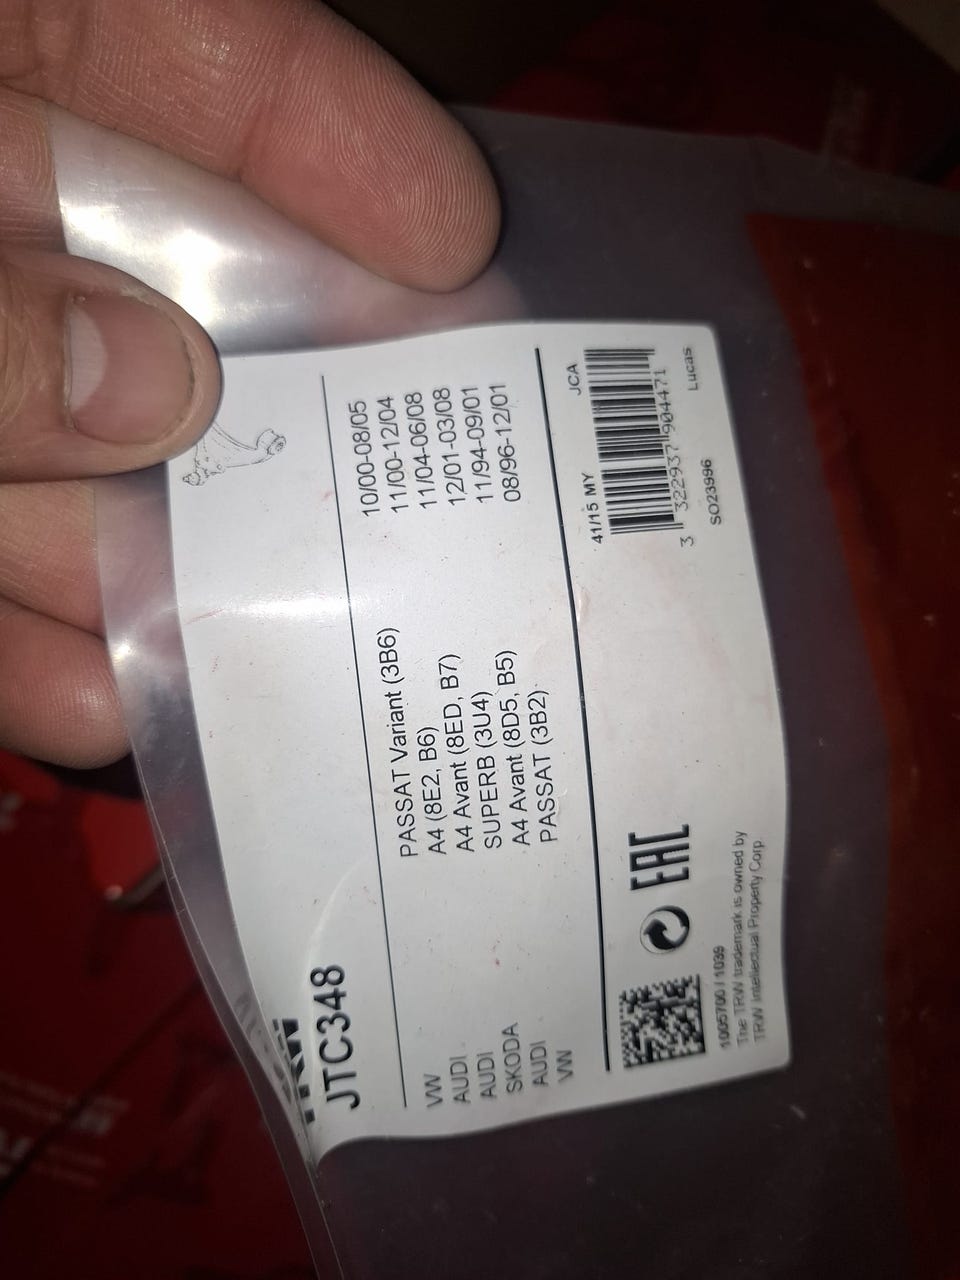 TRW
JTC348
VW PASSAT Variant (3B6) 10/00-08/05
AUDI A4 (8E2, B6) 11/00-12/04
AUDI A4 Avant (8ED, B7) 11/04-06/08
SKODA SUPERB (3U4) 12/01-03/08
AUDI A4 Avant (8D5, B5) 11/94-09/01
VW PASSAT (3B2) 08/96-12/01
41/15 MY JCA
EAC
3 322937 904471
1005700 / 1039 SO23996 Lucas
The TRW trademark is owned by
TRW Intellectual Property Corp.